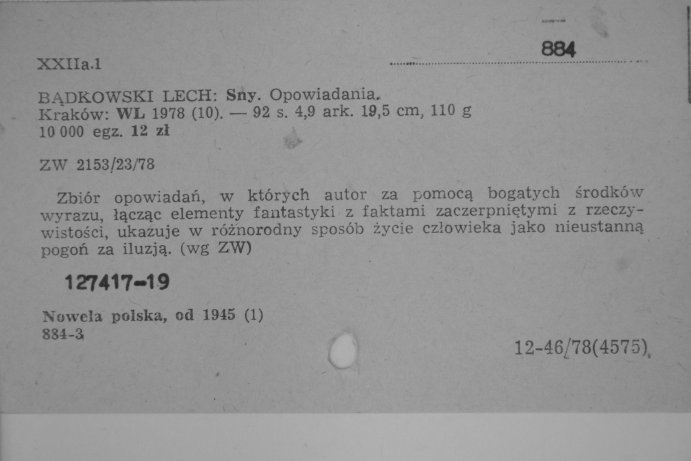 884
XXIIa.1
BĄDKOWSKI LECH: Sny. Opowiadania.
Kraków: WL 1978 (10). — 92 s. 4,9 ark. 19,5 cm, 110 g
10 000 egz. 12 zł
ZW 2153/23/78
Zbiór opowiadań, w których autor za pomocą bogatych środków
wyrazu, łącząc elementy fantastyki z faktami zaczerpniętymi z rzeczy-
wistości, ukazuje w różnorodny sposób życie człowieka jako nieustanną
pogoń za iluzją. (wg ZW)
127417-19
Nowela polska, od 1945 (1)
884-3
12-46/78(4575)